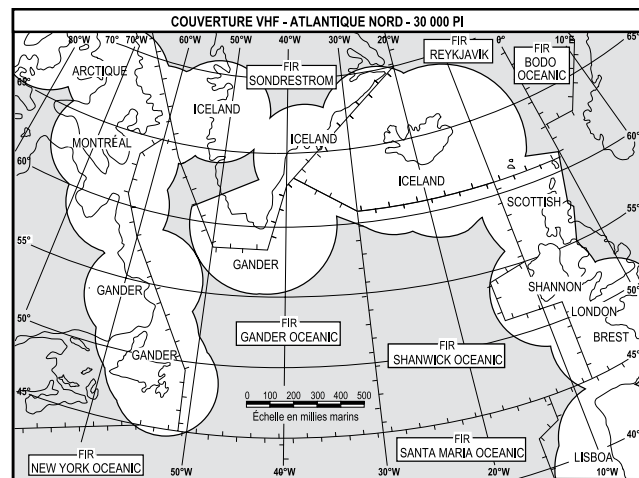 COUVERTURE VHF - ATLANTIQUE NORD - 30 000 PI
80°W 70°W 60°W 50°W 40°W 30°W 20°W 10°W 0° 10°E
65°
65°
ARCTIQUE
FIR
SONDRESTROM
FIR
REYKJAVIK
FIR
BODO
OCEANIC
ICELAND
ICELAND
60°
MONTRÉAL
60°
ICELAND
55°
SCOTTISH
55°
GANDER
50°
GANDER
SHANNON
LONDON
50°
GANDER
FIR
GANDER OCEANIC
FIR
SHANWICK OCEANIC
BREST
45°
45°
0 100 200 300 400 500
Échelle en millies marins
FIR
NEW YORK OCEANIC
FIR
SANTA MARIA OCEANIC
LISBOA
40°
50°W 40°W 30°W 20°W 10°W